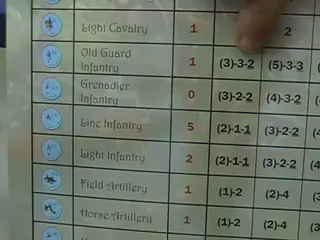 Light Cavalry 1 2
Old Guard
Infantry 1 (3)-3-2 (5)-3-3
Grenadier
Infantry 0 (3)-2-2 (4)-3-2
Line Infantry 5 (2)-1-1 (3)-2-2
Light Infantry 2 (2)-1-1 (3)-2-2
Field Artillery 1 (1)-2 (2)-4
Horse Artillery 1 (1)-2 (2)-4